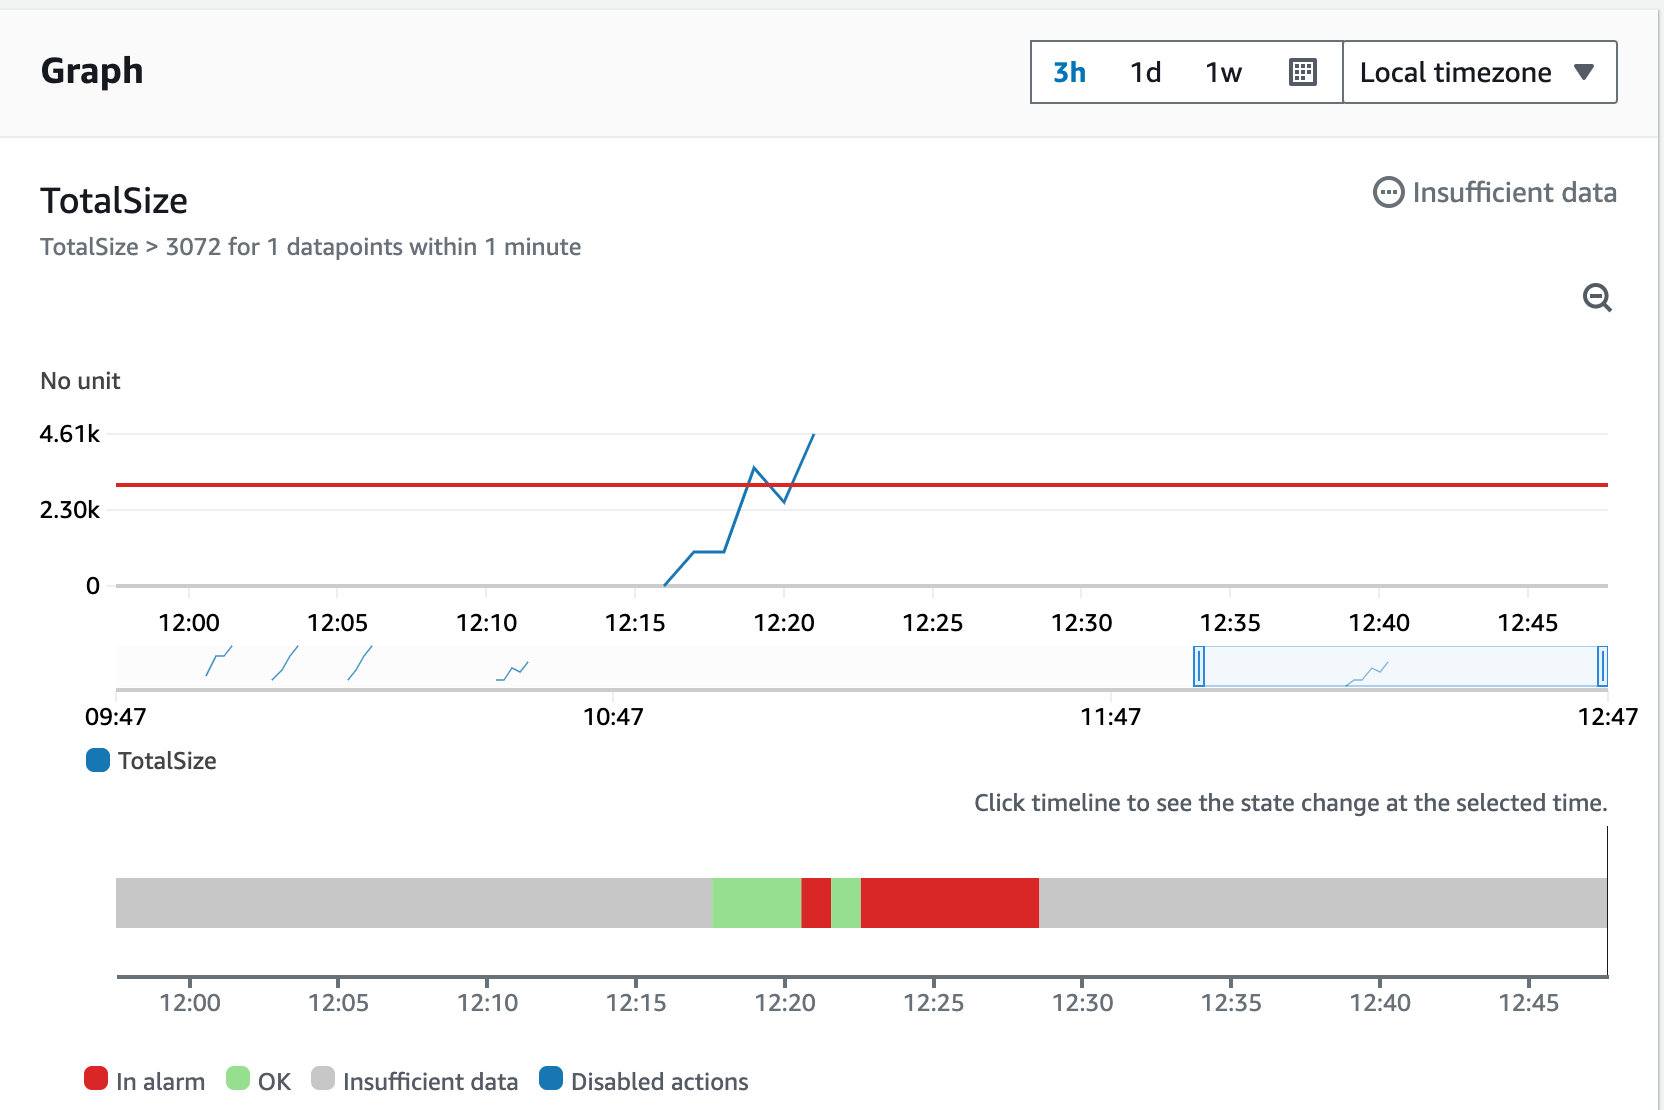 Graph
3h 1d 1w Local timezone
TotalSize
Insufficient data
TotalSize > 3072 for 1 datapoints within 1 minute
No unit
4.61k
2.30k
0
12:00 12:05 12:10 12:15 12:20 12:25 12:30 12:35 12:40 12:45
09:47 10:47 11:47 12:47
TotalSize
Click timeline to see the state change at the selected time.
12:00 12:05 12:10 12:15 12:20 12:25 12:30 12:35 12:40 12:45
In alarm OK Insufficient data Disabled actions